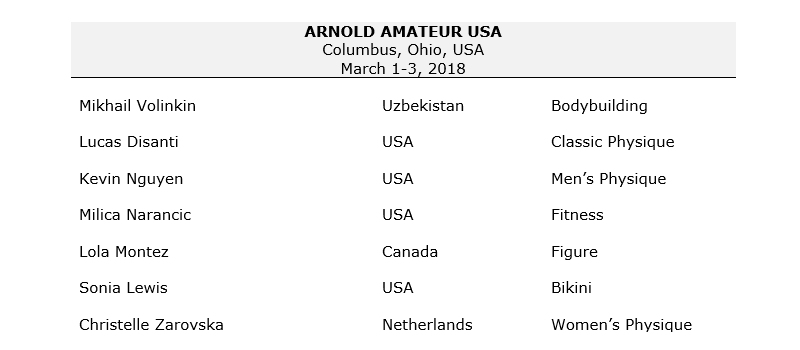 ARNOLD AMATEUR USA
Columbus, Ohio, USA
March 1-3, 2018
Mikhail Volinkin Uzbekistan Bodybuilding
Lucas Disanti USA Classic Physique
Kevin Nguyen USA Men’s Physique
Milica Narancic USA Fitness
Lola Montez Canada Figure
Sonia Lewis USA Bikini
Christelle Zarovska Netherlands Women’s Physique